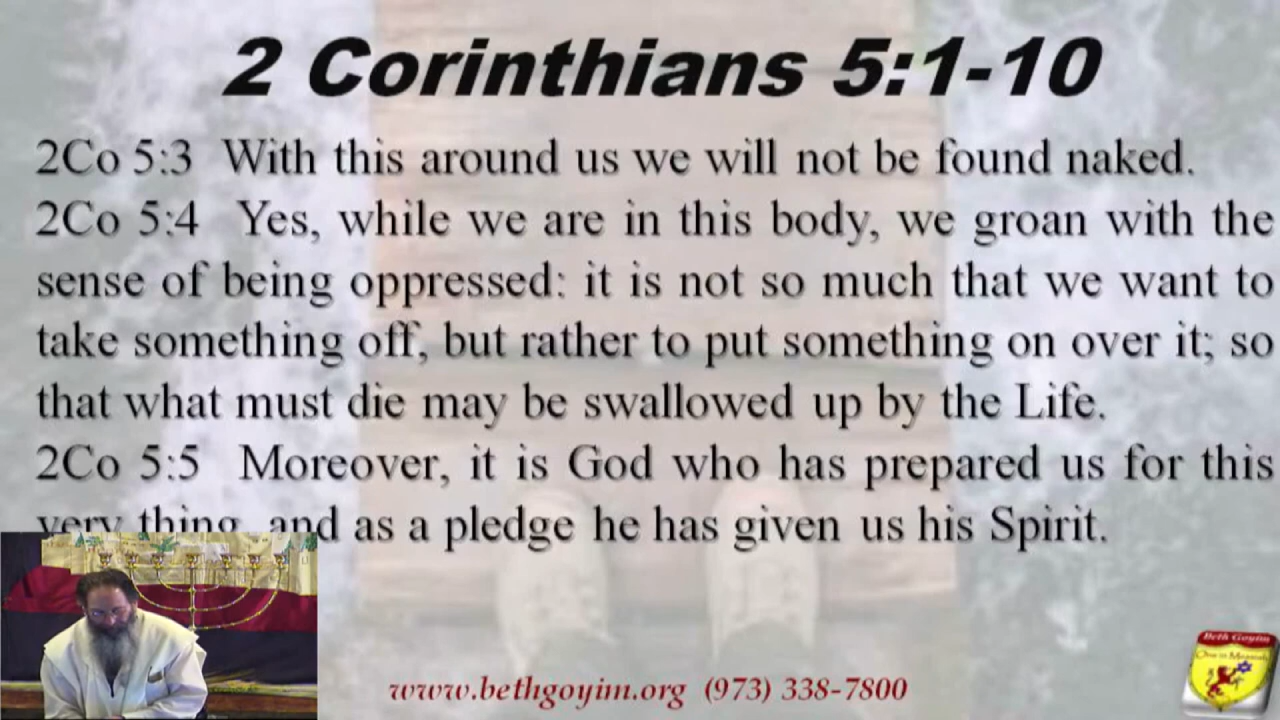 2 Corinthians 5:1-10
2Co 5:3 With this around us we will not be found naked.
2Co 5:4 Yes, while we are in this body, we groan with the
sense of being oppressed: it is not so much that we want to
take something off, but rather to put something on over it; so
that what must die may be swallowed up by the Life.
2Co 5:5 Moreover, it is God who has prepared us for this
very thing, and as a pledge he has given us his Spirit.
www.bethgoyim.org (973) 338-7800
Beth Goyim
One in Messiah